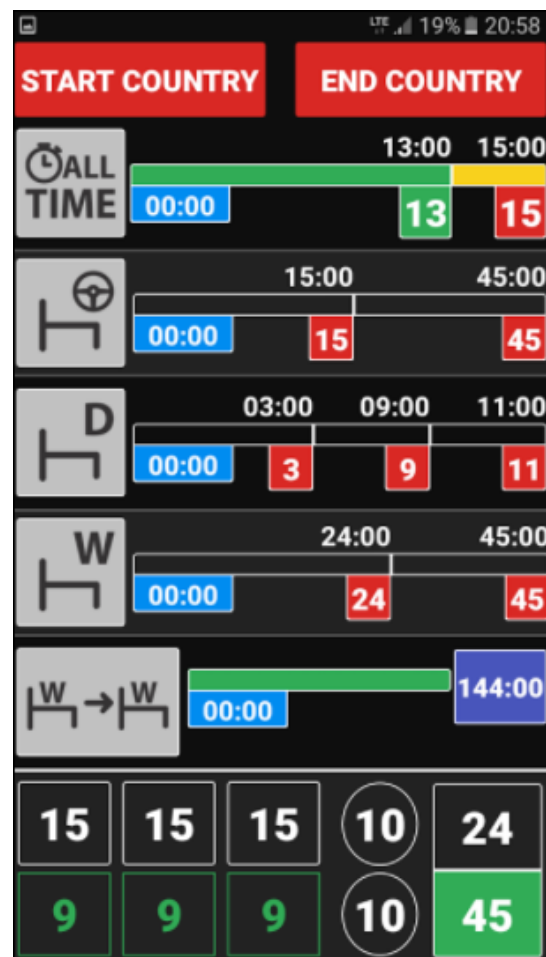 LTE 19% 20:58
START COUNTRY END COUNTRY
13:00 15:00
ALL
TIME 00:00 13 15
15:00 45:00
00:00 15 45
D 03:00 09:00 11:00
00:00 3 9 11
W 24:00 45:00
00:00 24 45
W W 144:00
00:00
15 15 15 10 24
9 9 9 10 45